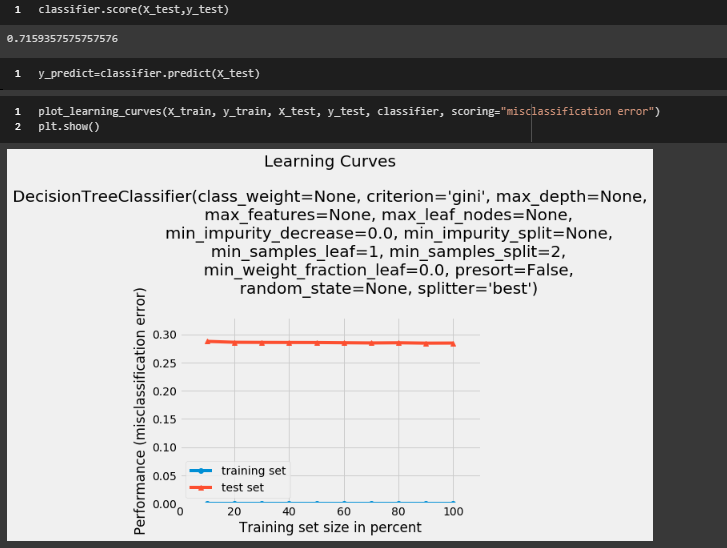 1 classifier.score(X_test,y_test)
0.7159357575757576
1 y_predict=classifier.predict(X_test)
1 plot_learning_curves(X_train, y_train, X_test, y_test, classifier, scoring="misclassification error")
2 plt.show()
Learning Curves
DecisionTreeClassifier(class_weight=None, criterion='gini', max_depth=None,
max_features=None, max_leaf_nodes=None,
min_impurity_decrease=0.0, min_impurity_split=None,
min_samples_leaf=1, min_samples_split=2,
min_weight_fraction_leaf=0.0, presort=False,
random_state=None, splitter='best')
Performance (misclassification error)
0.30
0.25
0.20
0.15
0.10
0.05
0.00
training set
test set
0 20 40 60 80 100
Training set size in percent